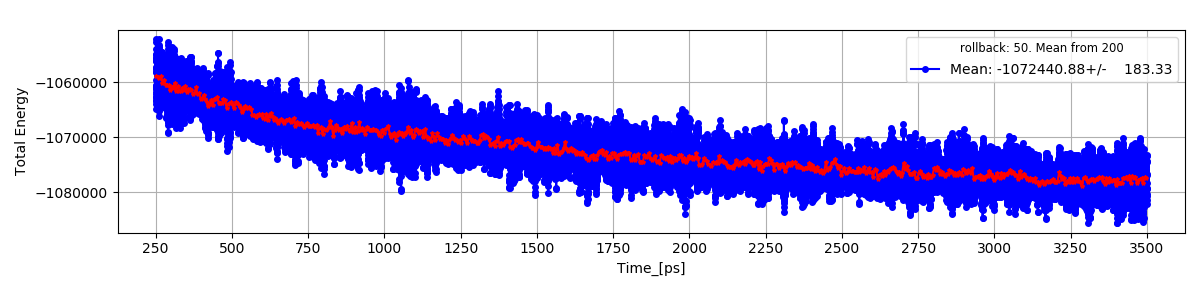 rollback: 50. Mean from 200
Mean: -1072440.88+/-    183.33
Total Energy
−1060000
−1070000
−1080000
250 500 750 1000 1250 1500 1750 2000 2250 2500 2750 3000 3250 3500
Time_[ps]